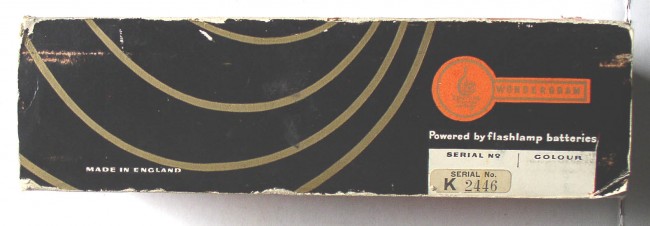 WONDERGRAM
Powered by flashlamp batteries
MADE IN ENGLAND
SERIAL Nº
COLOUR
SERIAL No.
K 2446